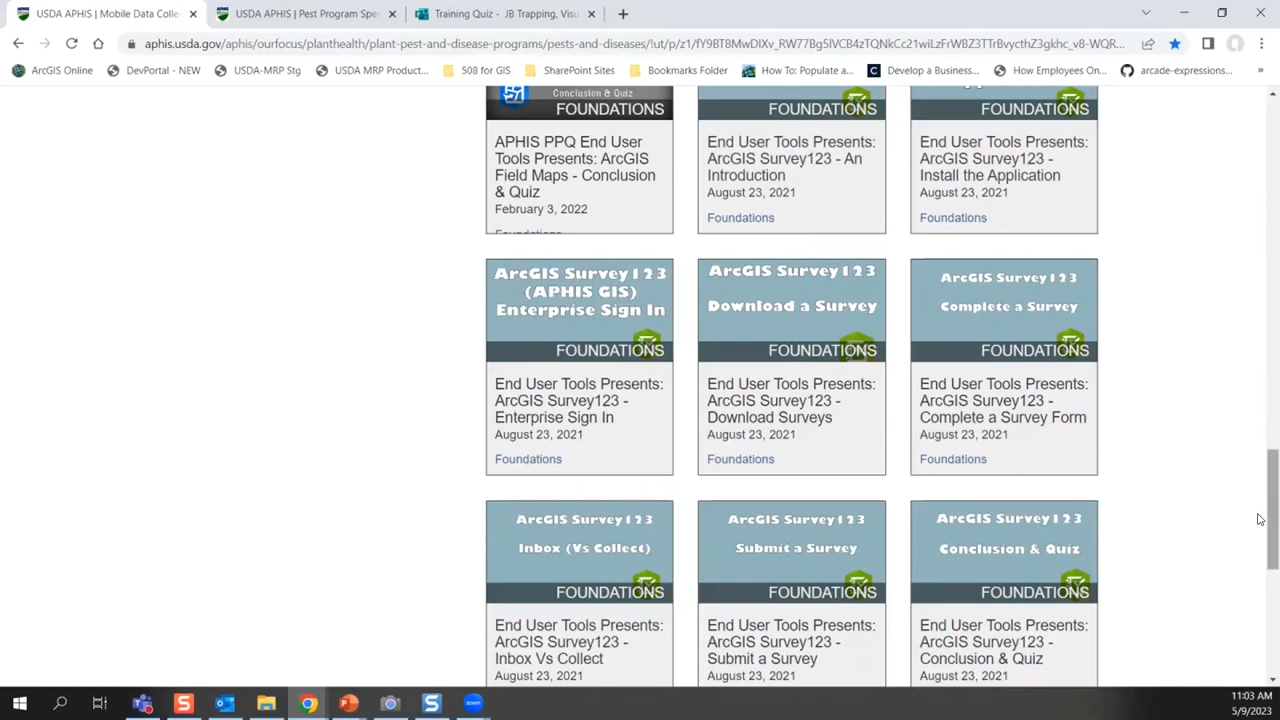 USDA APHIS | Mobile Data Colle
USDA APHIS | Pest Program Spe
Training Quiz - JB Trapping, Visu
aphis.usda.gov/aphis/ourfocus/planthealth/plant-pest-and-disease-programs/pests-and-diseases/!ut/p/z1/
ArcGIS Online
DevPortal - NEW
USDA-MRP Stg
USDA MRP Product...
508 for GIS
SharePoint Sites
Bookmarks Folder
How To: Populate a...
Develop a Business...
How Employees On...
arcade-expressions...
»
Conclusion & Quiz
FOUNDATIONS
APHIS PPQ End User
Tools Presents: ArcGIS
Field Maps - Conclusion
& Quiz
February 3, 2022
FOUNDATIONS
End User Tools Presents:
ArcGIS Survey123 - An
Introduction
August 23, 2021
Foundations
FOUNDATIONS
End User Tools Presents:
ArcGIS Survey123 -
Install the Application
August 23, 2021
Foundations
ArcGIS Survey123
(APHIS GIS)
Enterprise Sign In
FOUNDATIONS
End User Tools Presents:
ArcGIS Survey123 -
Enterprise Sign In
August 23, 2021
Foundations
ArcGIS Survey123
Download a Survey
FOUNDATIONS
End User Tools Presents:
ArcGIS Survey123 -
Download Surveys
August 23, 2021
Foundations
ArcGIS Survey123
Complete a Survey
FOUNDATIONS
End User Tools Presents:
ArcGIS Survey123 -
Complete a Survey Form
August 23, 2021
Foundations
ArcGIS Survey123
Inbox (Vs Collect)
FOUNDATIONS
End User Tools Presents:
ArcGIS Survey123 -
Inbox Vs Collect
August 23, 2021
ArcGIS Survey123
Submit a Survey
FOUNDATIONS
End User Tools Presents:
ArcGIS Survey123 -
Submit a Survey
August 23, 2021
ArcGIS Survey123
Conclusion & Quiz
FOUNDATIONS
End User Tools Presents:
ArcGIS Survey123 -
Conclusion & Quiz
August 23, 2021
zoom
11:03 AM
5/9/2023